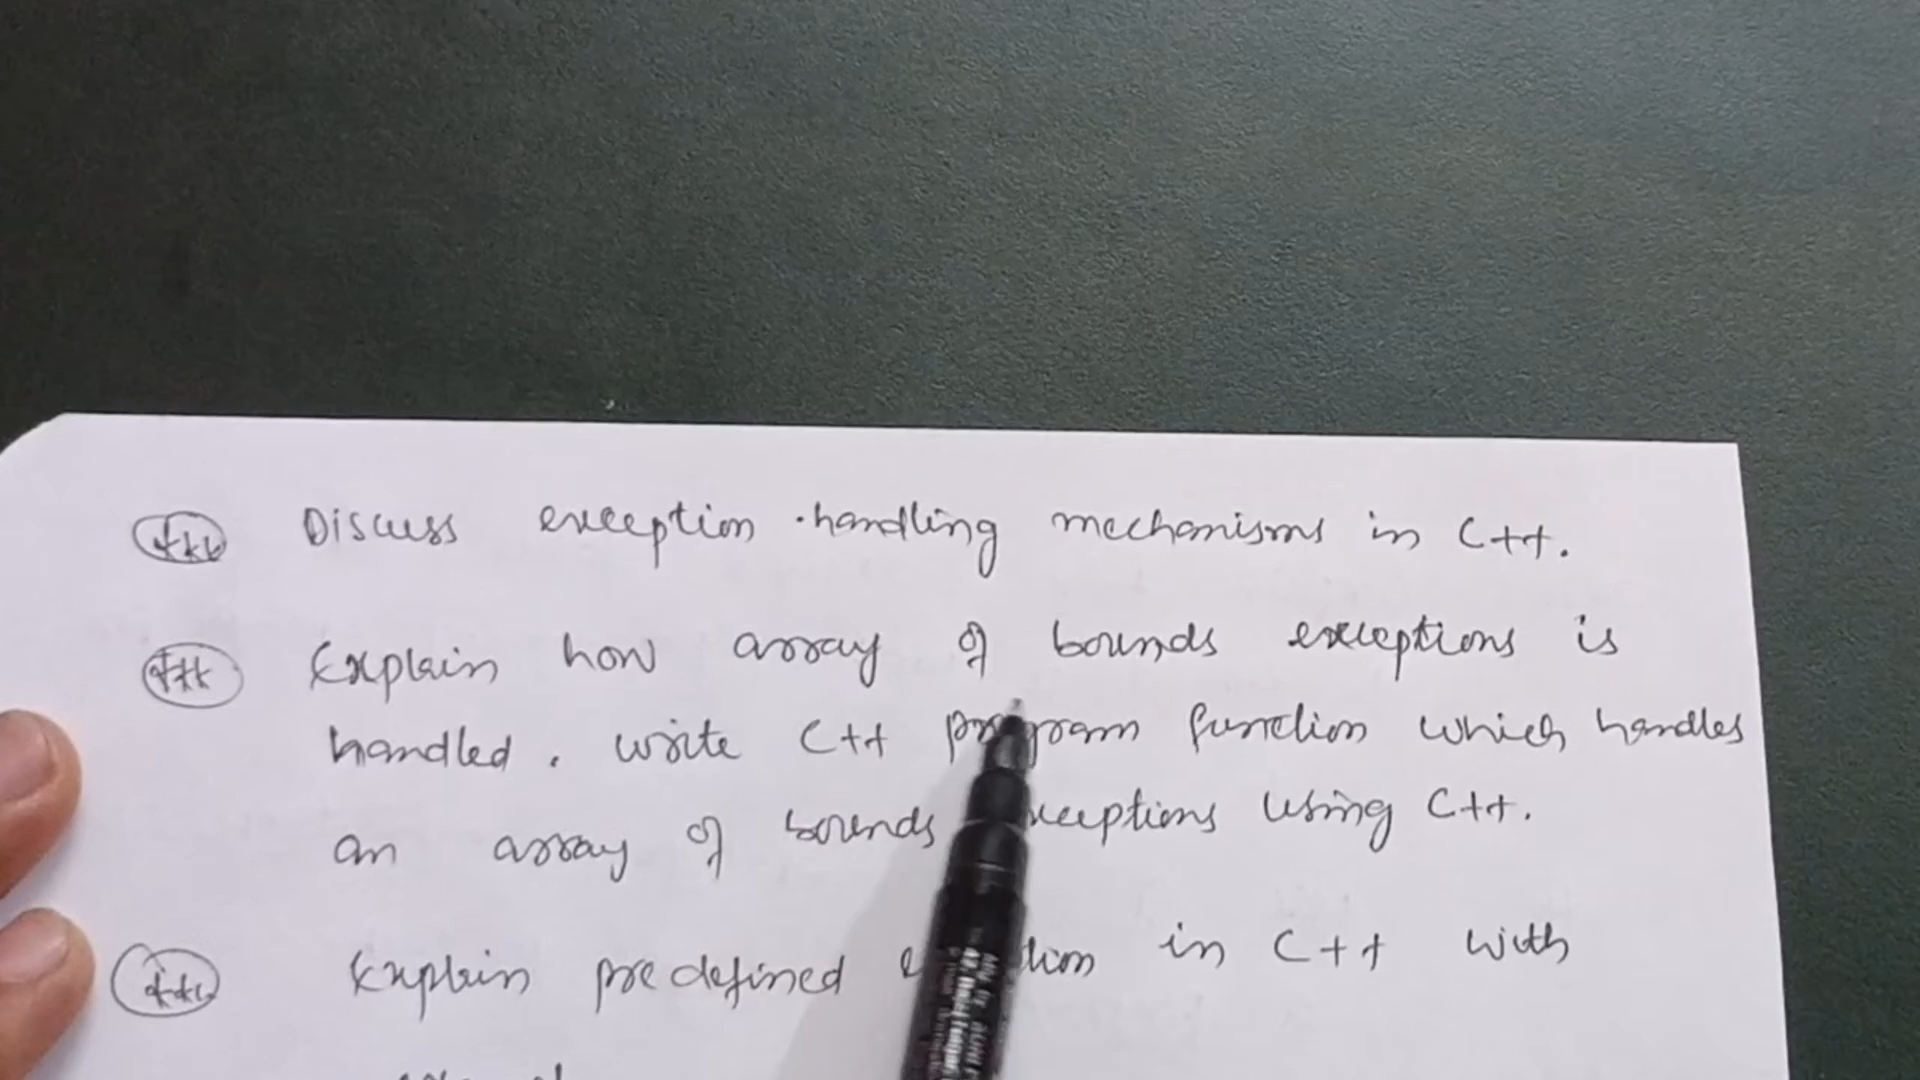 *** Discuss exception handling mechanisms in C++.
*** Explain how array of bounds exceptions is
handled. write C++ program function which handles
an array of bounds using C++.
*** Explain predefined in C++ with